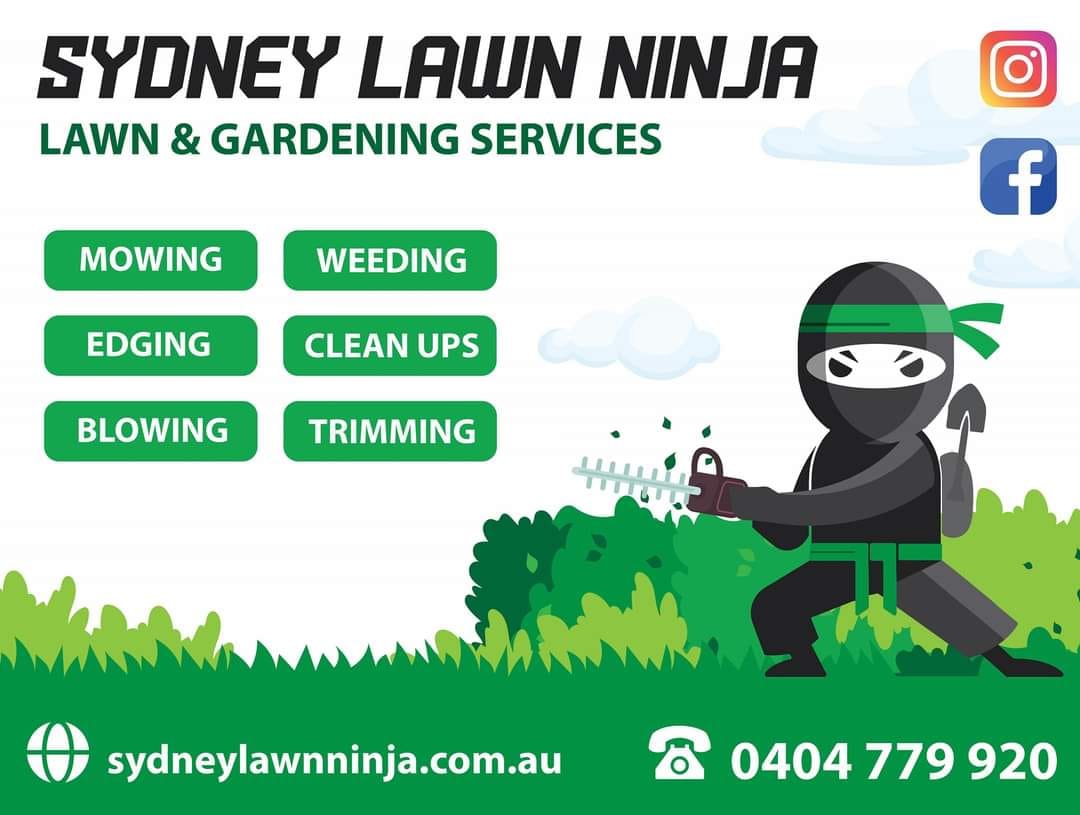 SYDNEY LAWN NINJA
LAWN & GARDENING SERVICES
MOWING
WEEDING
EDGING
CLEAN UPS
BLOWING
TRIMMING
sydneylawnninja.com.au
0404 779 920